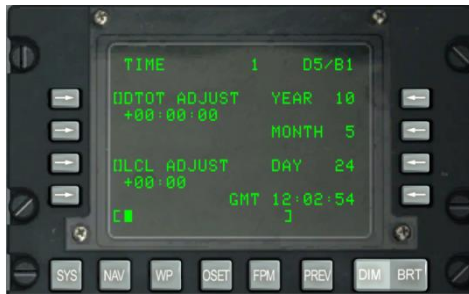 TIME 1 D5/B1
[]DTOT ADJUST YEAR 10
+00:00:00
MONTH 5
[]LCL ADJUST DAY 24
+00:00
GMT 12:02:54
[ ]
SYS NAV WP OSET FPM PREV DIM BRT